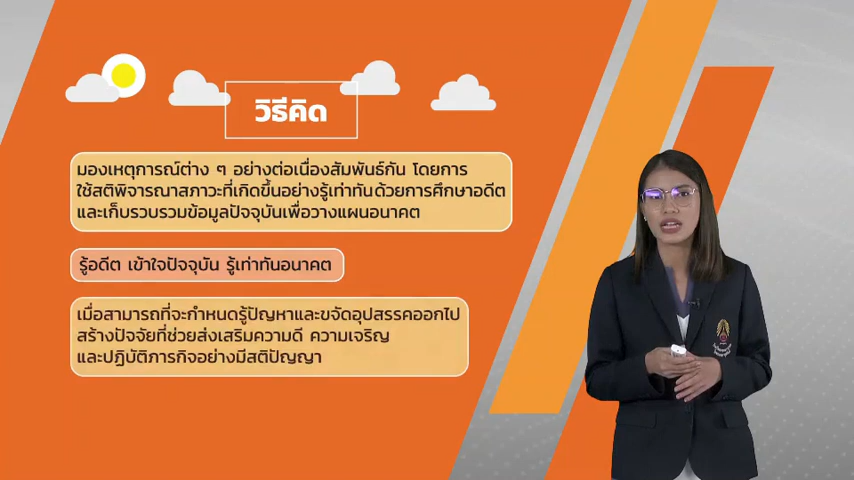 วิธีคิด
มองเหตุการณ์ต่าง ๆ อย่างต่อเนื่องสัมพันธ์กัน โดยการ
ใช้สติพิจารณาสภาวะที่เกิดขึ้นอย่างรู้เท่าทันด้วยการศึกษาอดีต
และเก็บรวบรวมข้อมูลปัจจุบันเพื่อวางแผนอนาคต
รู้อดีต เข้าใจปัจจุบัน รู้เท่าทันอนาคต
เมื่อสามารถที่จะกำหนดรู้ปัญหาและขจัดอุปสรรคออกไป
สร้างปัจจัยที่ช่วยส่งเสริมความดี ความเจริญ
และปฏิบัติภารกิจอย่างมีสติปัญญา